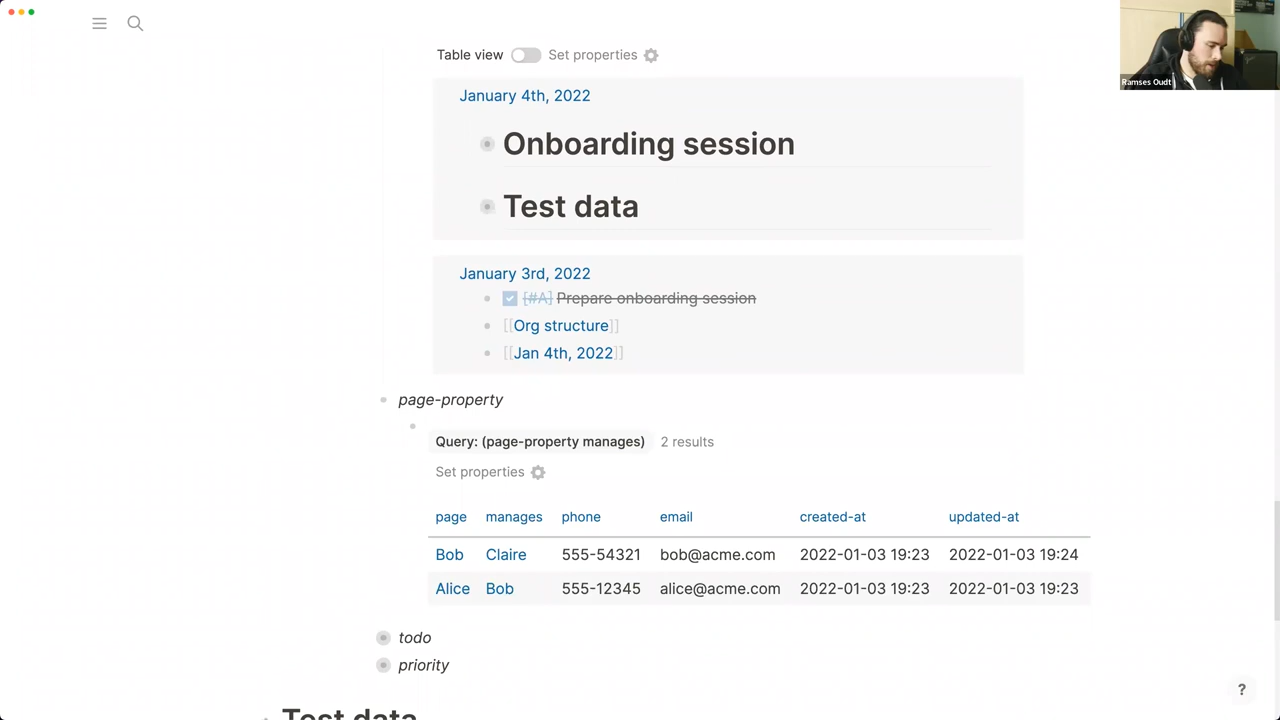 Ramses Oudt
Table view Set properties
January 4th, 2022
Onboarding session
Test data
January 3rd, 2022
[#A] Prepare onboarding session
[[Org structure]]
[[Jan 4th, 2022]]
page-property
Query: (page-property manages) 2 results
Set properties
page manages phone email created-at updated-at
Bob Claire 555-54321 bob@acme.com 2022-01-03 19:23 2022-01-03 19:24
Alice Bob 555-12345 alice@acme.com 2022-01-03 19:23 2022-01-03 19:23
todo
priority
?
Test data